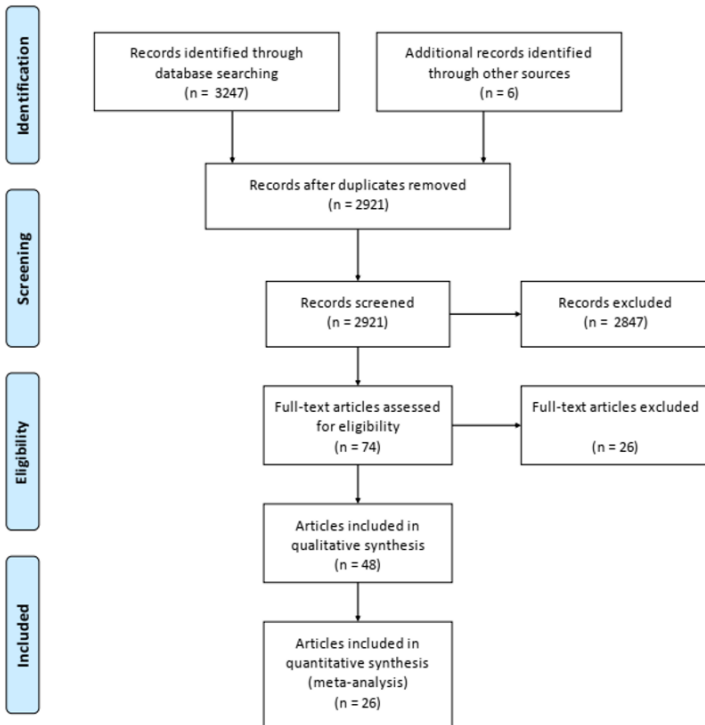 Identification
Records identified through
database searching
(n = 3247)
Additional records identified
through other sources
(n = 6)
Records after duplicates removed
(n = 2921)
Screening
Records screened
(n = 2921)
Records excluded
(n = 2847)
Eligibility
Full-text articles assessed
for eligibility
(n = 74)
Full-text articles excluded
(n = 26)
Articles included in
qualitative synthesis
(n = 48)
Included
Articles included in
quantitative synthesis
(meta-analysis)
(n = 26)